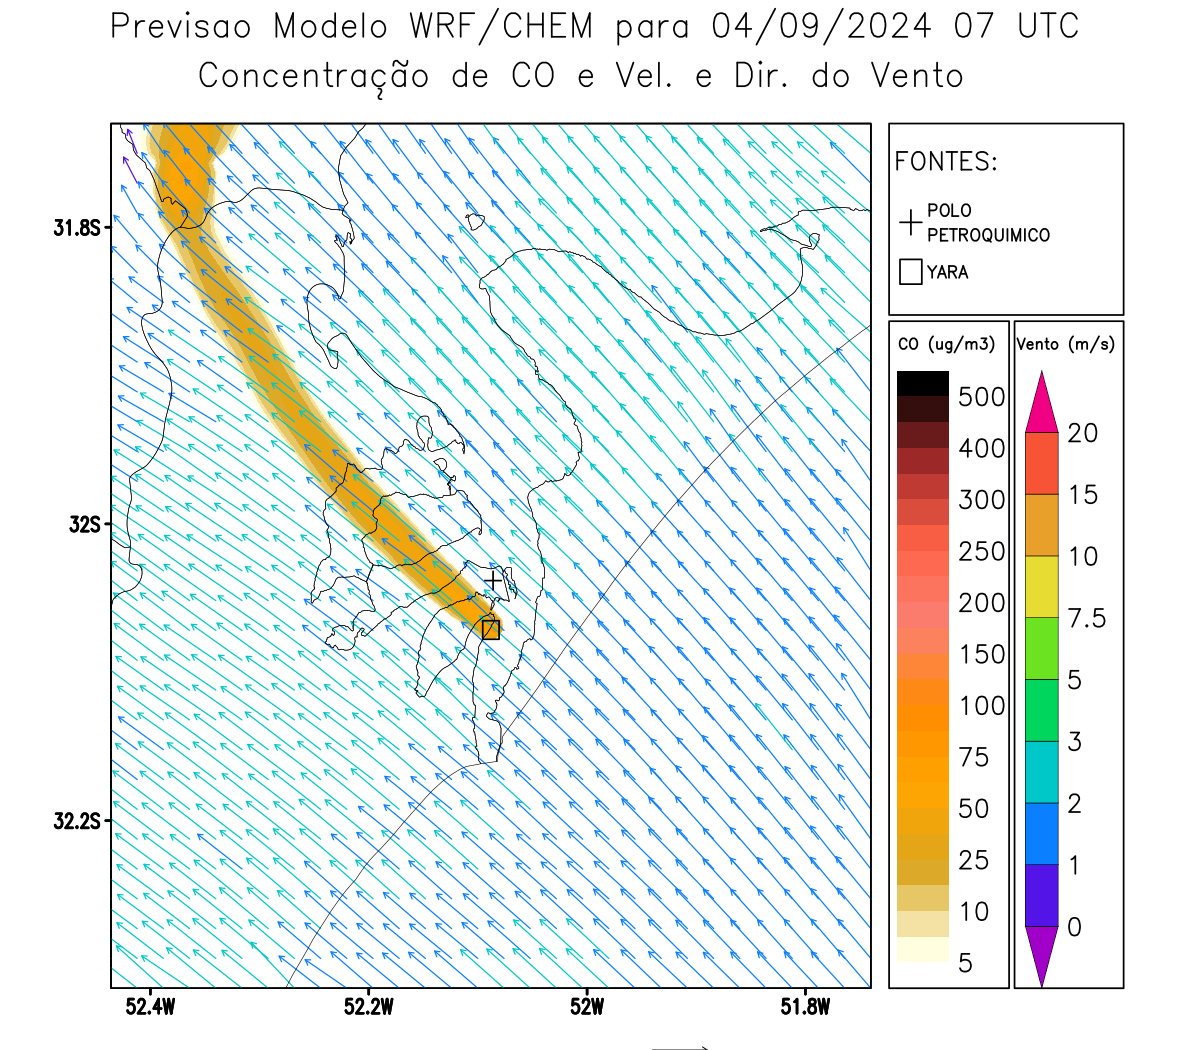 Previsao Modelo WRF/CHEM para 04/09/2024 07 UTC
Concentração de CO e Vel. e Dir. do Vento
FONTES:
POLO
PETROQUIMICO
YARA
CO (ug/m3)
500
400
300
250
200
150
100
75
50
25
10
5
Vento (m/s)
20
15
10
7.5
5
3
2
1
0
31.8S
32S
32.2S
52.4W
52.2W
52W
51.8W